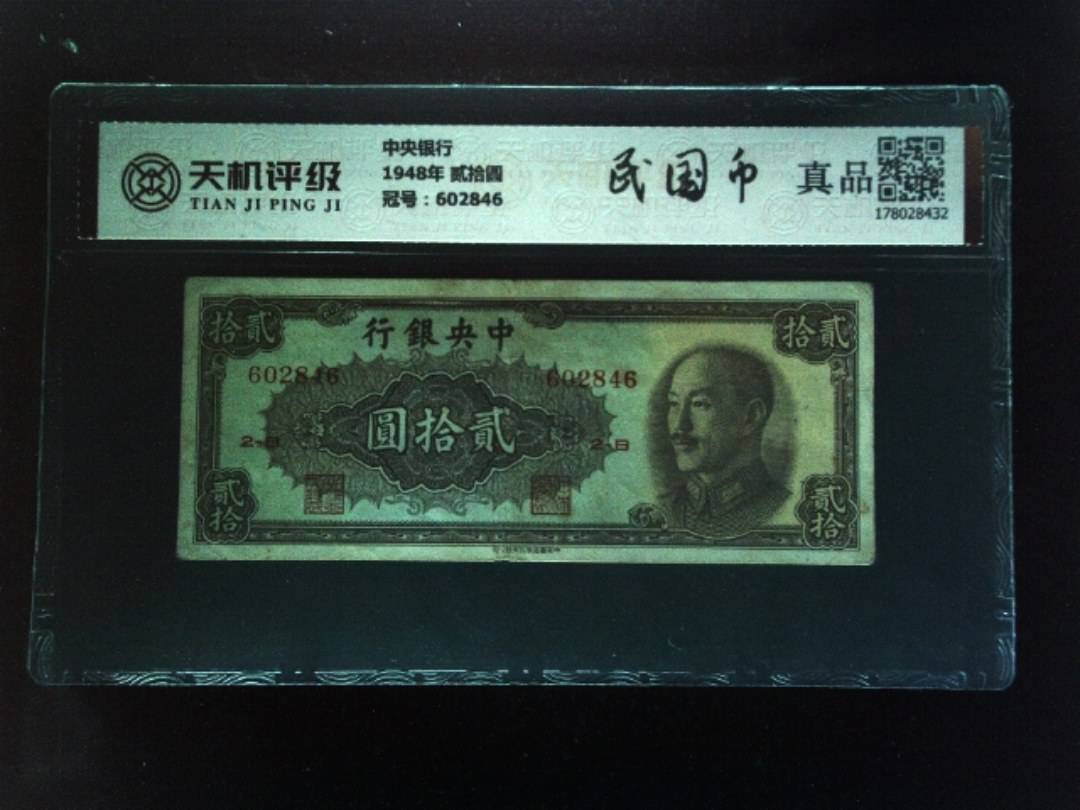 天机评级
TIAN JI PING JI
中央银行
1948年 贰拾圆
冠号：602846
民国币
真品
178028432
拾貳
行銀央中
拾貳
602846
602846
圓拾貳
2-B
2-B
貳拾
貳拾